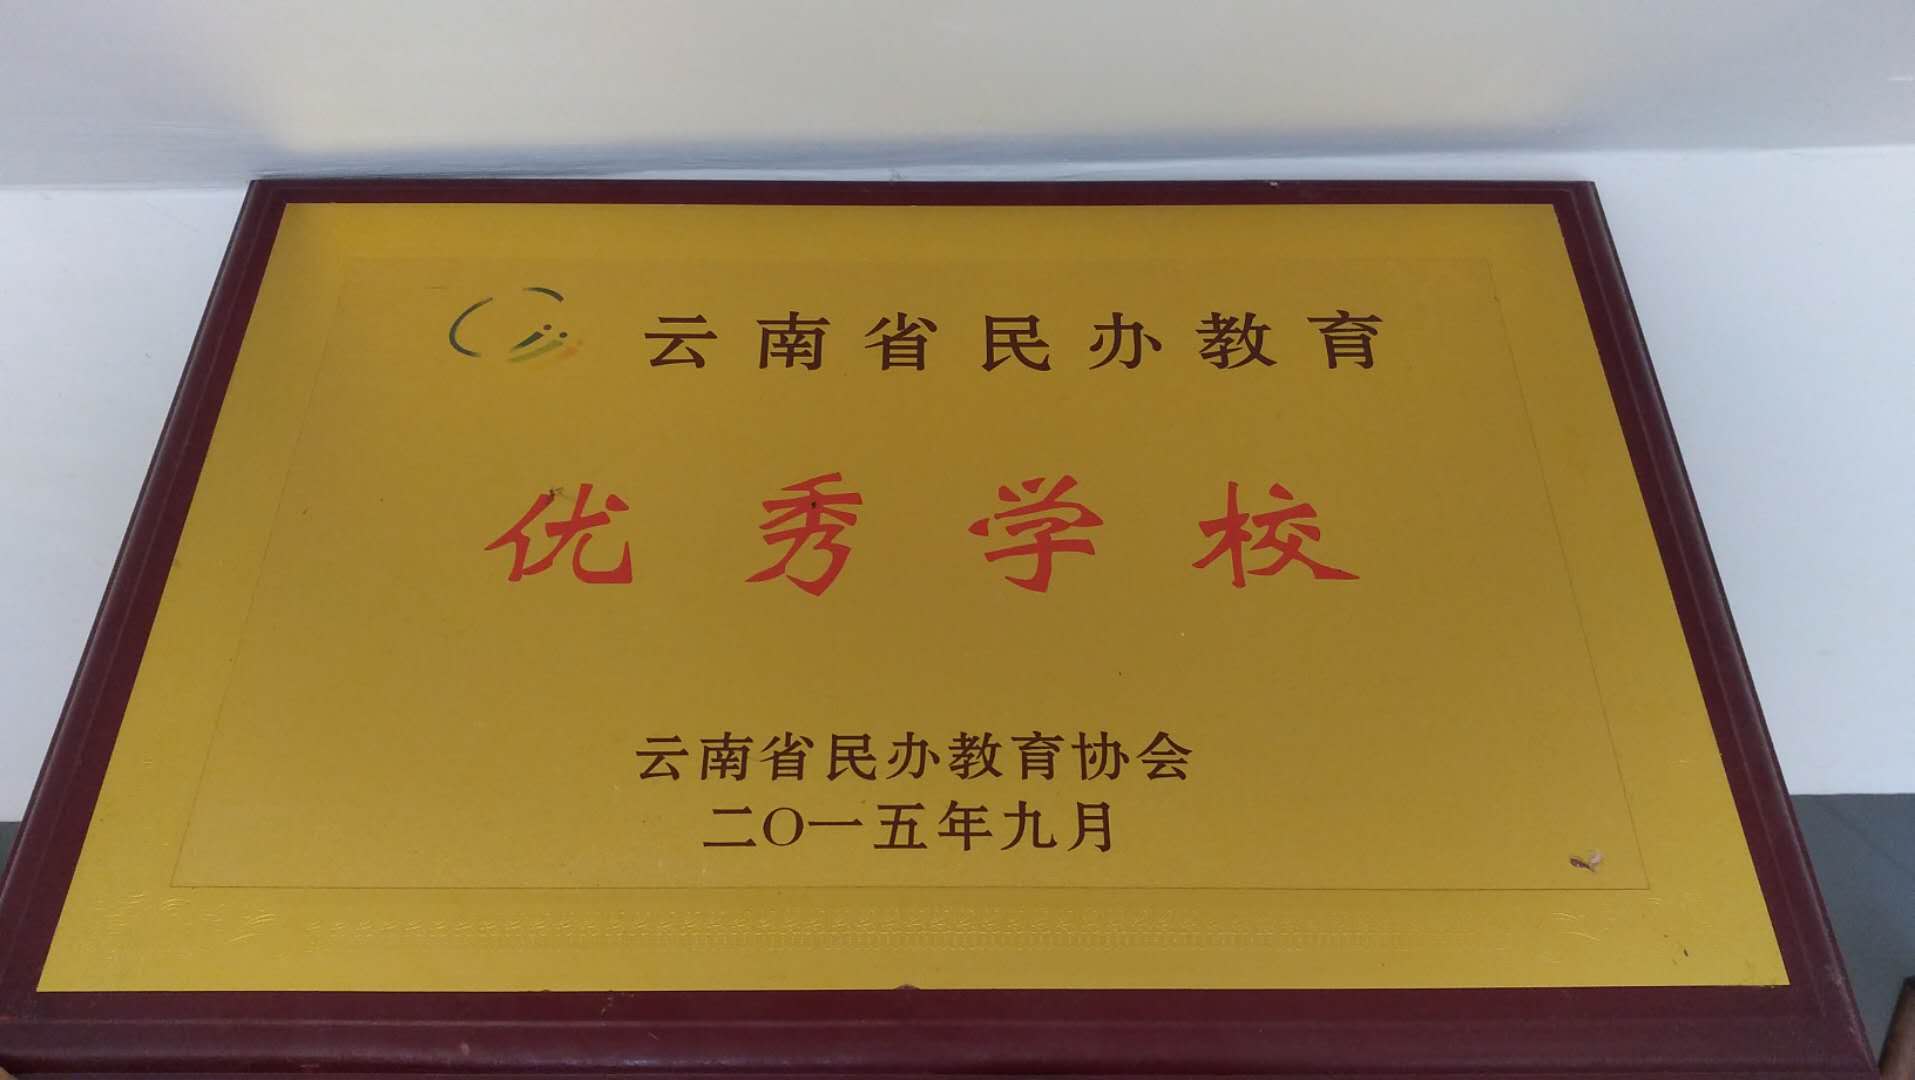 云南省民办教育
优秀学校
云南省民办教育协会
二〇一五年九月